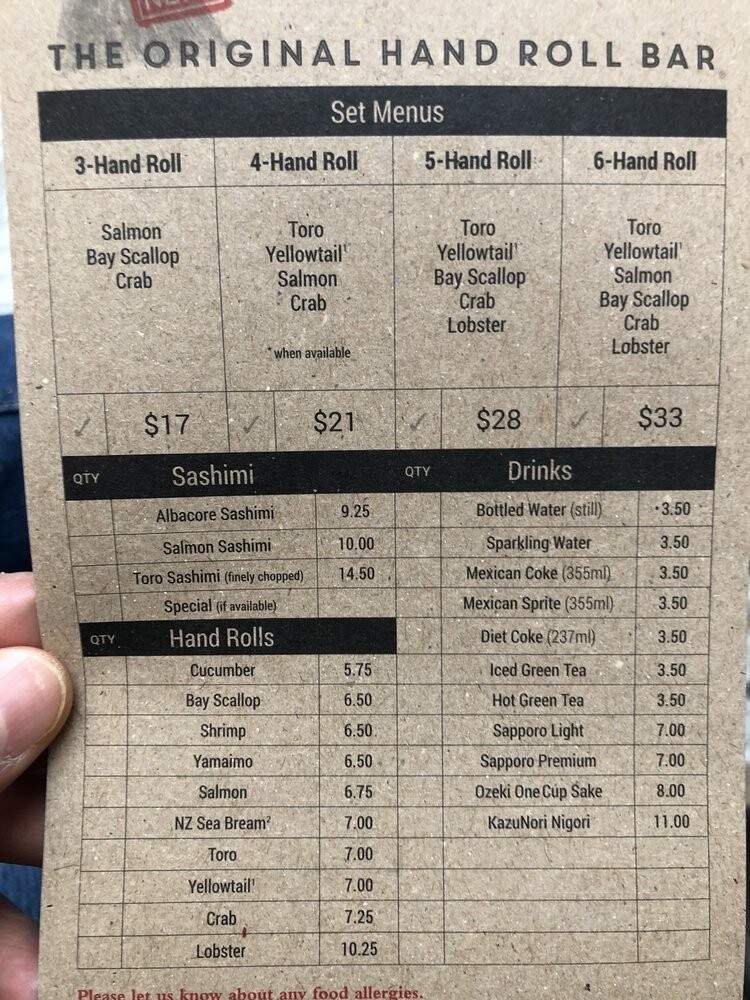 THE ORIGINAL HAND ROLL BAR
Set Menus
3-Hand Roll 4-Hand Roll 5-Hand Roll 6-Hand Roll
Salmon
Bay Scallop
Crab
Toro
Yellowtail¹
Salmon
Crab
*when available
Toro
Yellowtail¹
Bay Scallop
Crab
Lobster
Toro
Yellowtail¹
Salmon
Bay Scallop
Crab
Lobster
✓ $17 ✓ $21 ✓ $28 ✓ $33
QTY Sashimi
Albacore Sashimi 9.25
Salmon Sashimi 10.00
Toro Sashimi (finely chopped) 14.50
Special (if available)
QTY Hand Rolls
Cucumber 5.75
Bay Scallop 6.50
Shrimp 6.50
Yamaimo 6.50
Salmon 6.75
NZ Sea Bream² 7.00
Toro 7.00
Yellowtail¹ 7.00
Crab 7.25
Lobster 10.25
QTY Drinks
Bottled Water (still) 3.50
Sparkling Water 3.50
Mexican Coke (355ml) 3.50
Mexican Sprite (355ml) 3.50
Diet Coke (237ml) 3.50
Iced Green Tea 3.50
Hot Green Tea 3.50
Sapporo Light 7.00
Sapporo Premium 7.00
Ozeki One Cup Sake 8.00
KazuNori Nigori 11.00
Please let us know about any food allergies.